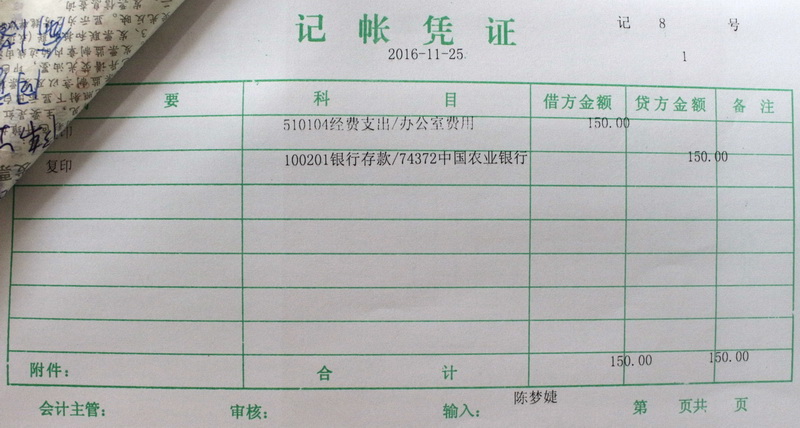 记帐凭证
记 8 号
2016-11-25
1
要 科目 借方金额 贷方金额 备注
印 510104经费支出/办公室费用 150.00
复印 100201银行存款/74372中国农业银行 150.00
附件: 合计 150.00 150.00
会计主管: 审核: 输入: 陈梦婕 第 页共 页